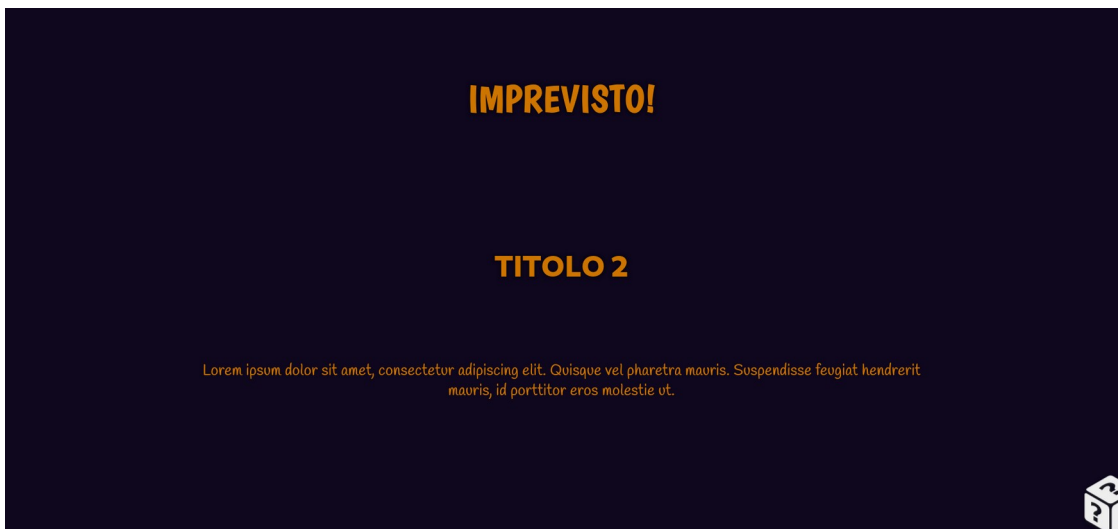 IMPREVISTO!
TITOLO 2
Lorem ipsum dolor sit amet, consectetur adipiscing elit. Quisque vel pharetra mauris. Suspendisse feugiat hendrerit
mauris, id porttitor eros molestie ut.
? ?